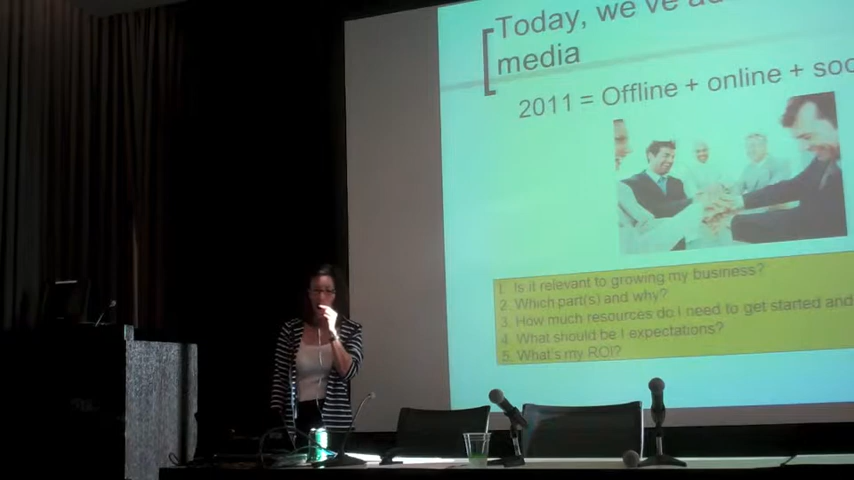 Today, we've
media
2011 = Offline + online +
1. Is it relevant to growing my business?
2. Which part(s) and why?
3. How much resources do I need to get started and
4. What should be I expectations?
5. What's my ROI?